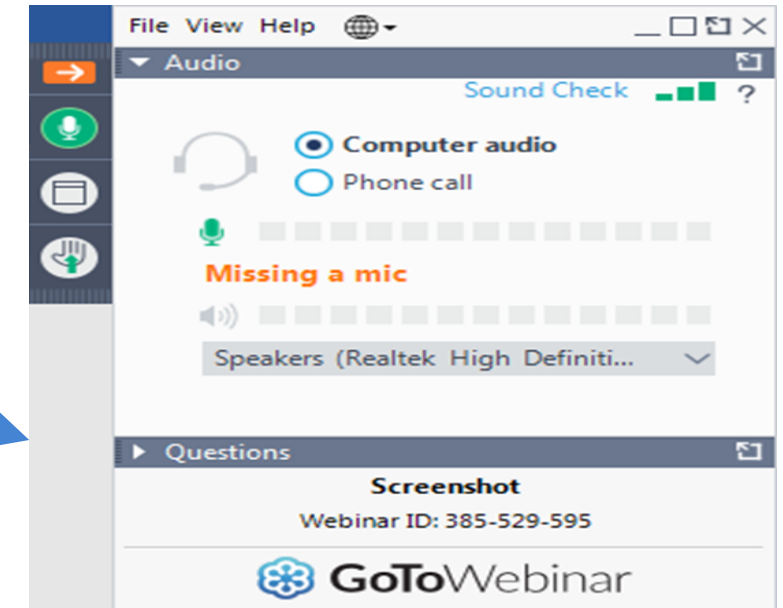 File View Help
Audio
Sound Check ?
Computer audio
Phone call
Missing a mic
Speakers (Realtek High Definiti...
Questions
Screenshot
Webinar ID: 385-529-595
GoToWebinar